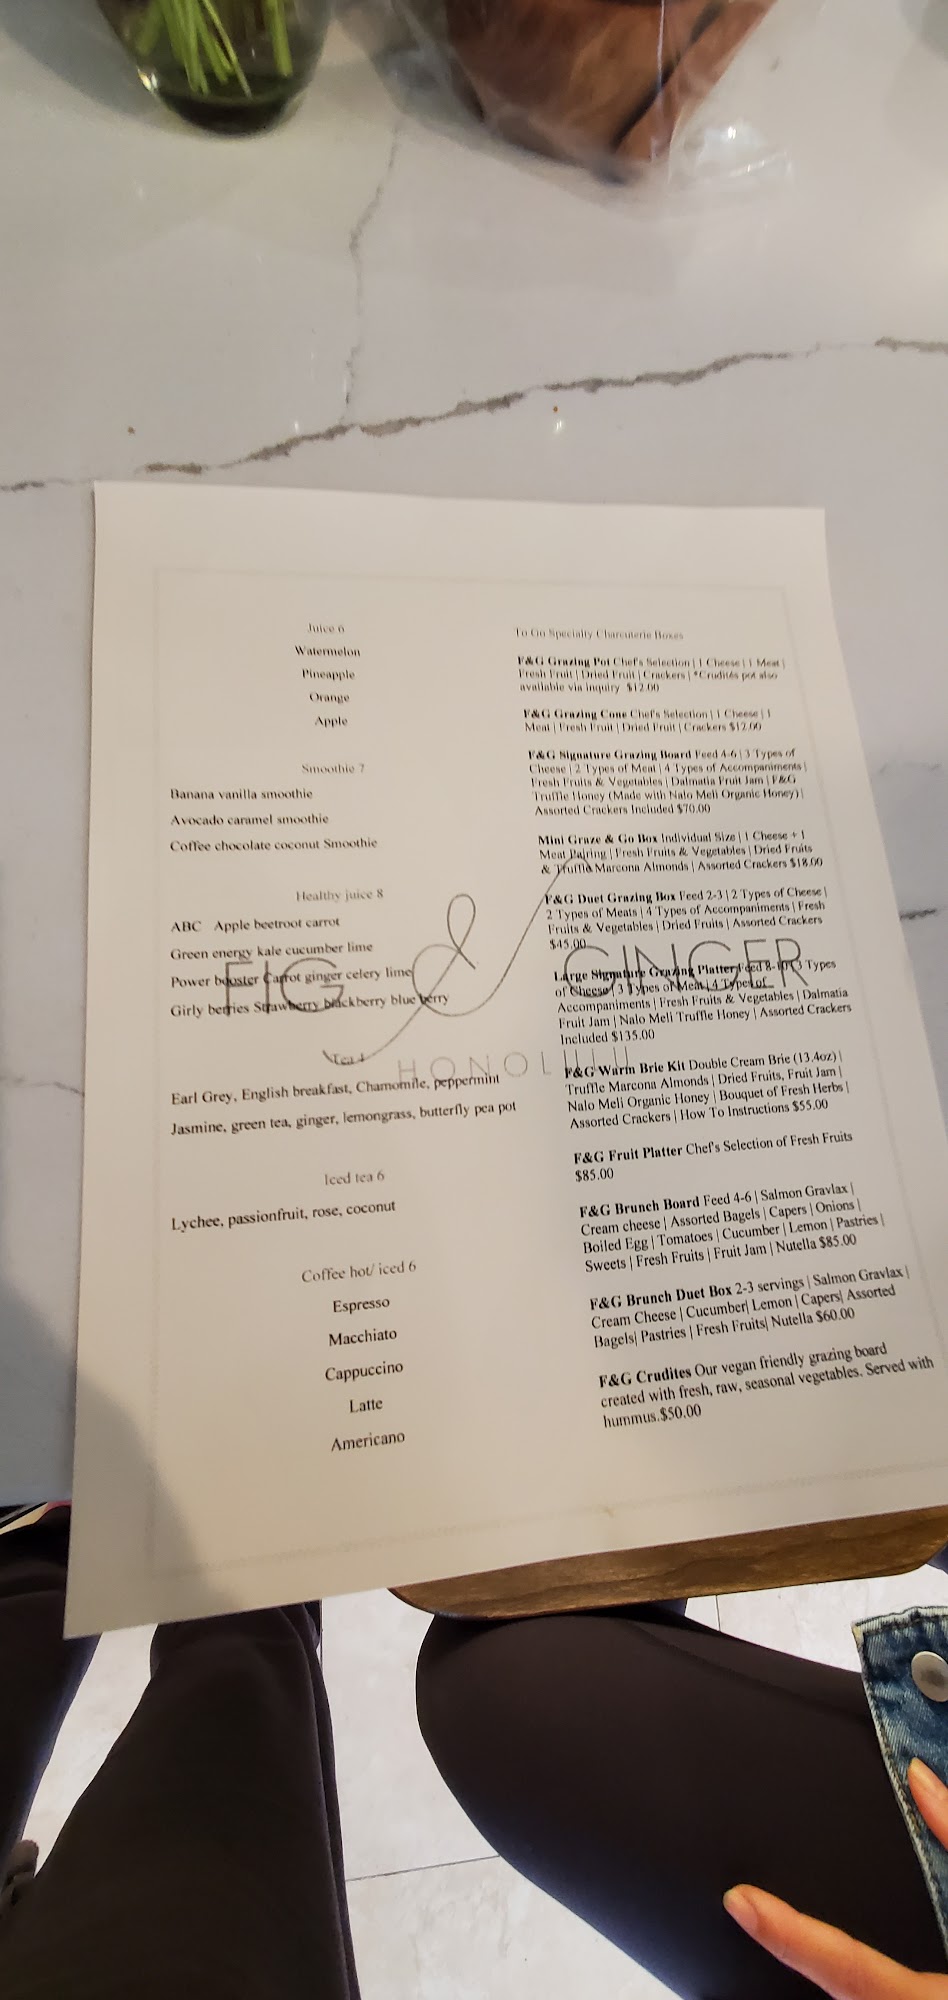 Juice 6
Watermelon
Pineapple
Orange
Apple
Smoothie 7
Banana vanilla smoothie
Avocado caramel smoothie
Coffee chocolate coconut Smoothie
Healthy juice 8
ABC Apple beetroot carrot
Green energy kale cucumber lime
Power booster Carrot ginger celery lime
Girly berries Strawberry blackberry blue berry
Tea 4
Earl Grey, English breakfast, Chamomile, peppermint
Jasmine, green tea, ginger, lemongrass, butterfly pea pot
Iced tea 6
Lychee, passionfruit, rose, coconut
Coffee hot/ iced 6
Espresso
Macchiato
Cappuccino
Latte
Americano
To Go Specialty Charcuterie Boxes
F&G Grazing Pot Chef's Selection | 1 Cheese | 1 Meat |
Fresh Fruit | Dried Fruit | Crackers | *Crudités pot also
available via inquiry $12.00
F&G Grazing Cone Chef's Selection | 1 Cheese | 1
Meat | Fresh Fruit | Dried Fruit | Crackers $12.00
F&G Signature Grazing Board Feed 4-6 | 3 Types of
Cheese | 2 Types of Meat | 4 Types of Accompaniments |
Fresh Fruits & Vegetables | Dalmatia Fruit Jam | F&G
Truffle Honey (Made with Nalo Meli Organic Honey) |
Assorted Crackers Included $70.00
Mini Graze & Go Box Individual Size | 1 Cheese + 1
Meat Pairing | Fresh Fruits & Vegetables | Dried Fruits
& Truffle Marcona Almonds | Assorted Crackers $18.00
F&G Duet Grazing Box Feed 2-3 | 2 Types of Cheese |
2 Types of Meats | 4 Types of Accompaniments | Fresh
Fruits & Vegetables | Dried Fruits | Assorted Crackers
$45.00
Large Signature Grazing Platter Feed 8-10 | 3 Types
of Cheese | 3 Types of Meat | 4 Types of
Accompaniments | Fresh Fruits & Vegetables | Dalmatia
Fruit Jam | Nalo Meli Truffle Honey | Assorted Crackers
Included $135.00
F&G Warm Brie Kit Double Cream Brie (13.4oz) |
Truffle Marcona Almonds | Dried Fruits, Fruit Jam |
Nalo Meli Organic Honey | Bouquet of Fresh Herbs |
Assorted Crackers | How To Instructions $55.00
F&G Fruit Platter Chef's Selection of Fresh Fruits
$85.00
F&G Brunch Board Feed 4-6 | Salmon Gravlax |
Cream cheese | Assorted Bagels | Capers | Onions |
Boiled Egg | Tomatoes | Cucumber | Lemon | Pastries |
Sweets | Fresh Fruits | Fruit Jam | Nutella $85.00
F&G Brunch Duet Box 2-3 servings | Salmon Gravlax |
Cream Cheese | Cucumber| Lemon | Capers| Assorted
Bagels| Pastries | Fresh Fruits| Nutella $60.00
F&G Crudites Our vegan friendly grazing board
created with fresh, raw, seasonal vegetables. Served with
hummus.$50.00
FIG & GINGER
HONOLULU